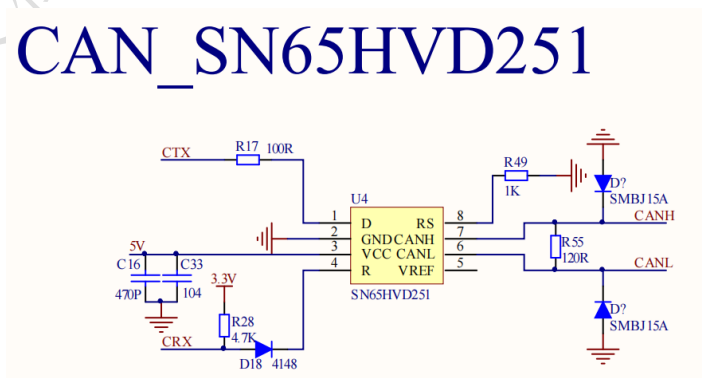 CAN_SN65HVD251
CTX
R17 100R
R49
1K
D?
SMBJ15A
U4
1 D RS 8
2 GND CANH 7
3 VCC CANL 6
4 R VREF 5
SN65HVD251
CANH
R55
120R
CANL
5V
C16
470P
C33
104
3.3V
R28
4.7K
CRX
D18 4148
D?
SMBJ15A